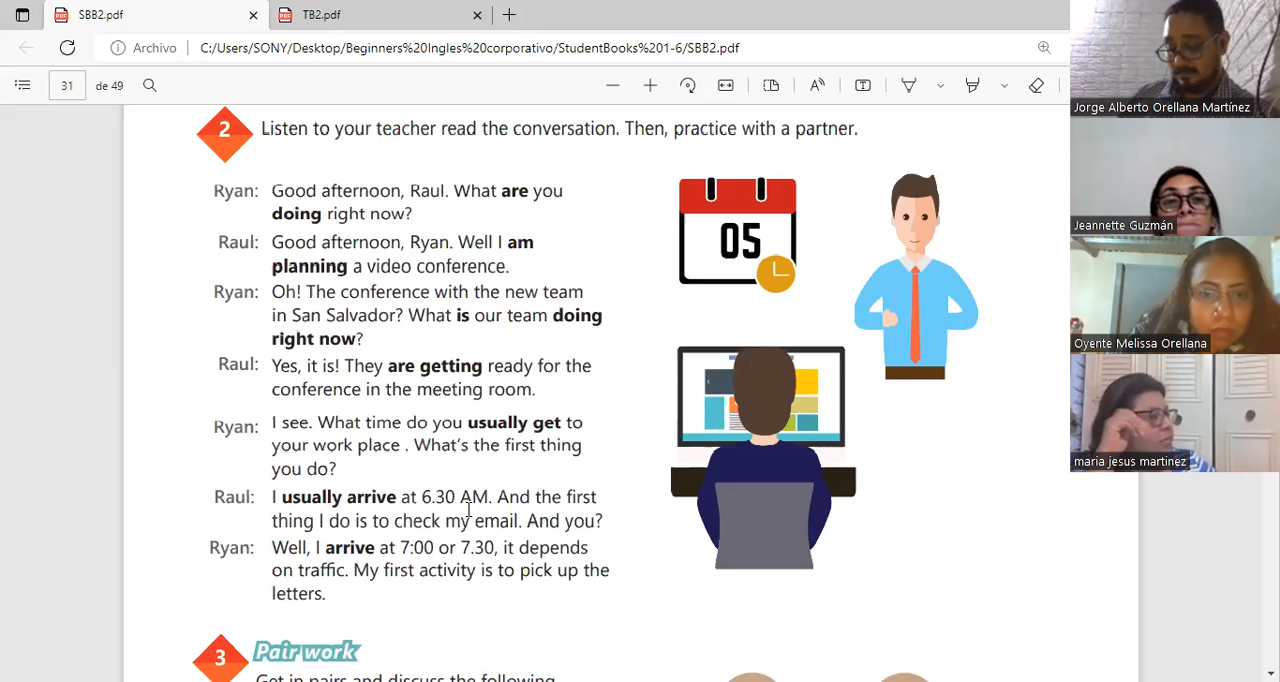 SBB2.pdf
TB2.pdf
Archivo
C:/Users/SONY/Desktop/Beginners%20Ingles%20corporativo/StudentBooks%201-6/SBB2.pdf
31
de 49
2
Listen to your teacher read the conversation. Then, practice with a partner.
Ryan: Good afternoon, Raul. What are you
doing right now?
Raul: Good afternoon, Ryan. Well I am
planning a video conference.
Ryan: Oh! The conference with the new team
in San Salvador? What is our team doing
right now?
Raul: Yes, it is! They are getting ready for the
conference in the meeting room.
Ryan: I see. What time do you usually get to
your work place . What's the first thing
you do?
Raul: I usually arrive at 6.30 AM. And the first
thing I do is to check my email. And you?
Ryan: Well, I arrive at 7:00 or 7.30, it depends
on traffic. My first activity is to pick up the
letters.
05
3
Pair work
Get in pairs and discuss the following
Jorge Alberto Orellana Martínez
Jeannette Guzmán
Oyente Melissa Orellana
maria jesus martinez